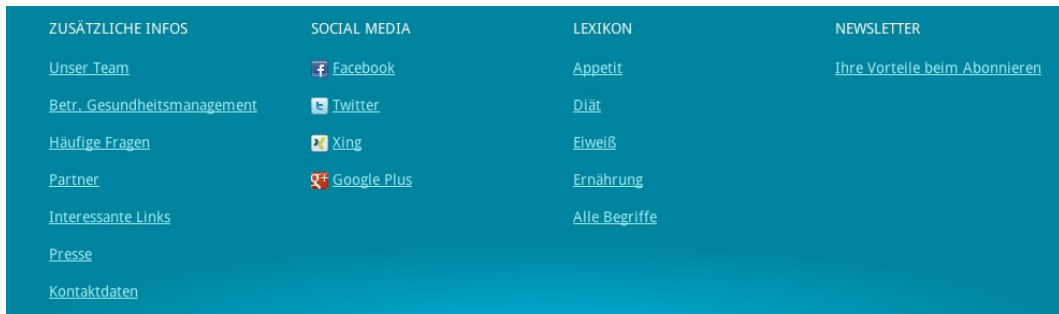 ZUSÄTZLICHE INFOS
Unser Team
Betr. Gesundheitsmanagement
Häufige Fragen
Partner
Interessante Links
Presse
Kontaktdaten
SOCIAL MEDIA
Facebook
Twitter
Xing
Google Plus
LEXIKON
Appetit
Diät
Eiweiß
Ernährung
Alle Begriffe
NEWSLETTER
Ihre Vorteile beim Abonnieren